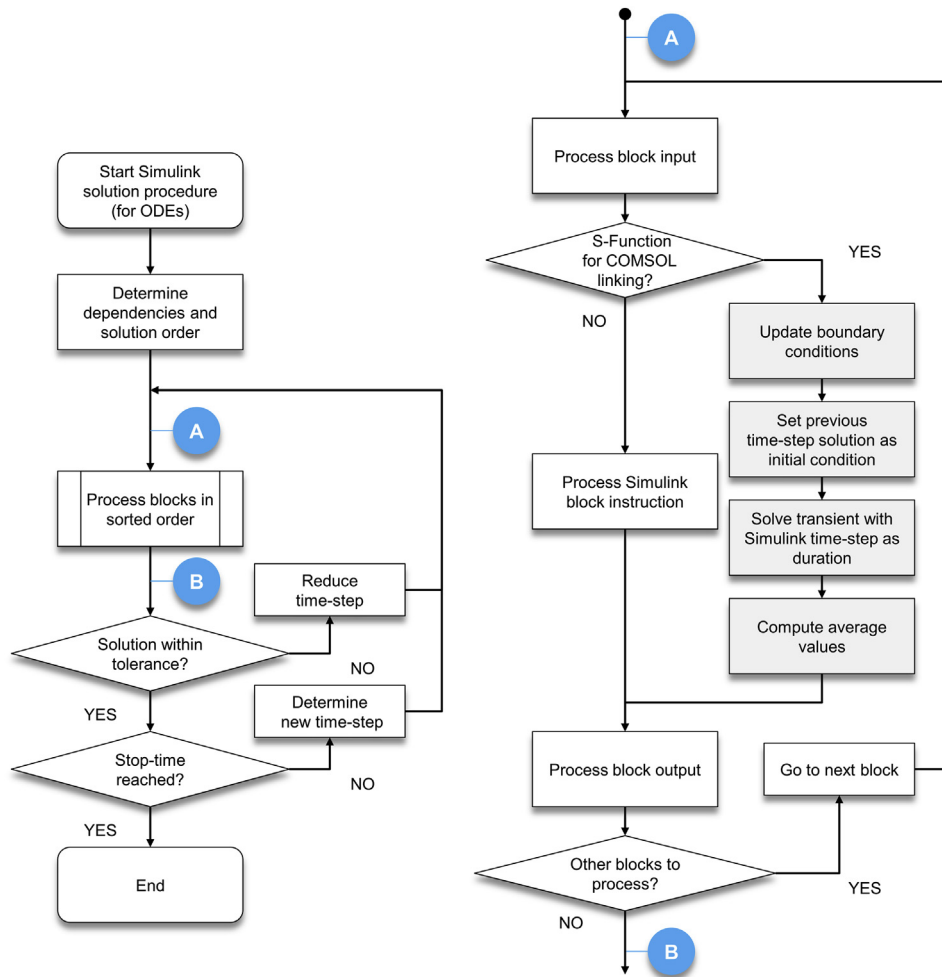 Start Simulink
solution procedure
(for ODEs)
Determine
dependencies and
solution order
A
Process blocks in
sorted order
B
Reduce
time-step
Solution within
tolerance?
NO
YES
Determine
new time-step
Stop-time
reached?
NO
YES
End
A
Process block input
S-Function
for COMSOL
linking?
YES
NO
Update boundary
conditions
Set previous
time-step solution as
initial condition
Process Simulink
block instruction
Solve transient with
Simulink time-step as
duration
Compute average
values
Process block output
Go to next block
Other blocks to
process?
YES
NO
B